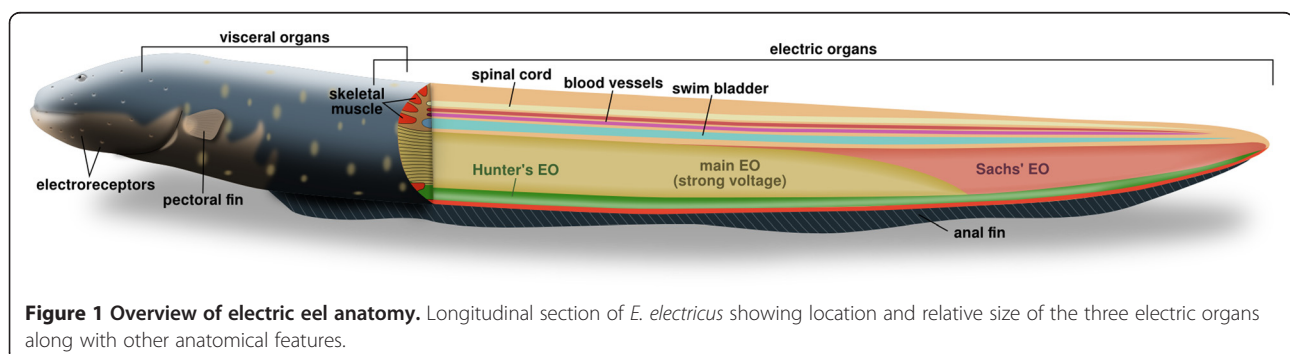 visceral organs
electric organs
spinal cord
blood vessels
swim bladder
skeletal
muscle
Hunter's EO
main EO
(strong voltage)
Sachs' EO
electroreceptors
pectoral fin
anal fin
Figure 1 Overview of electric eel anatomy. Longitudinal section of E. electricus showing location and relative size of the three electric organs
along with other anatomical features.